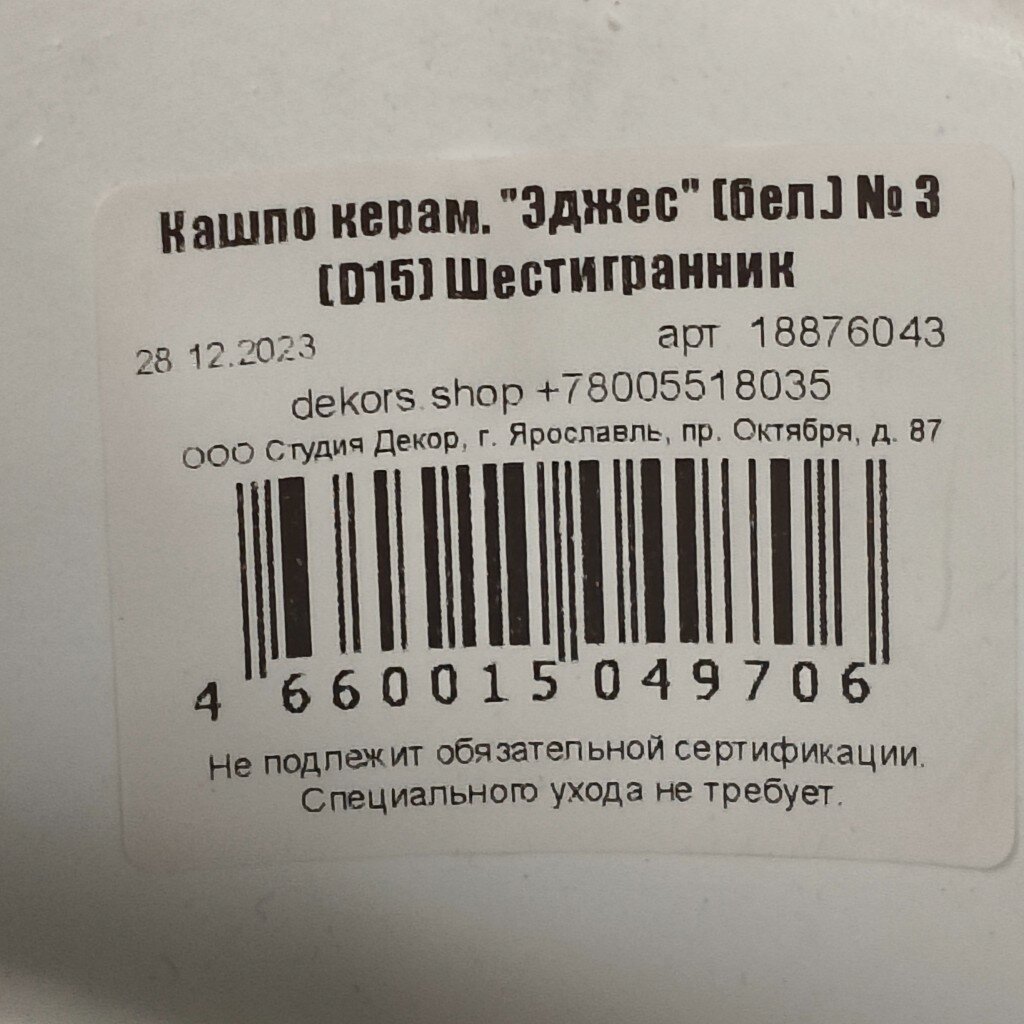 Кашпо керам. "Эджес" (бел.) № 3
(D15) Шестигранник
28 12.2023 арт 18876043
dekors.shop +78005518035
ООО Студия Декор, г. Ярославль, пр. Октября, д. 87
4 660015 049706
Не подлежит обязательной сертификации.
Специального ухода не требует.